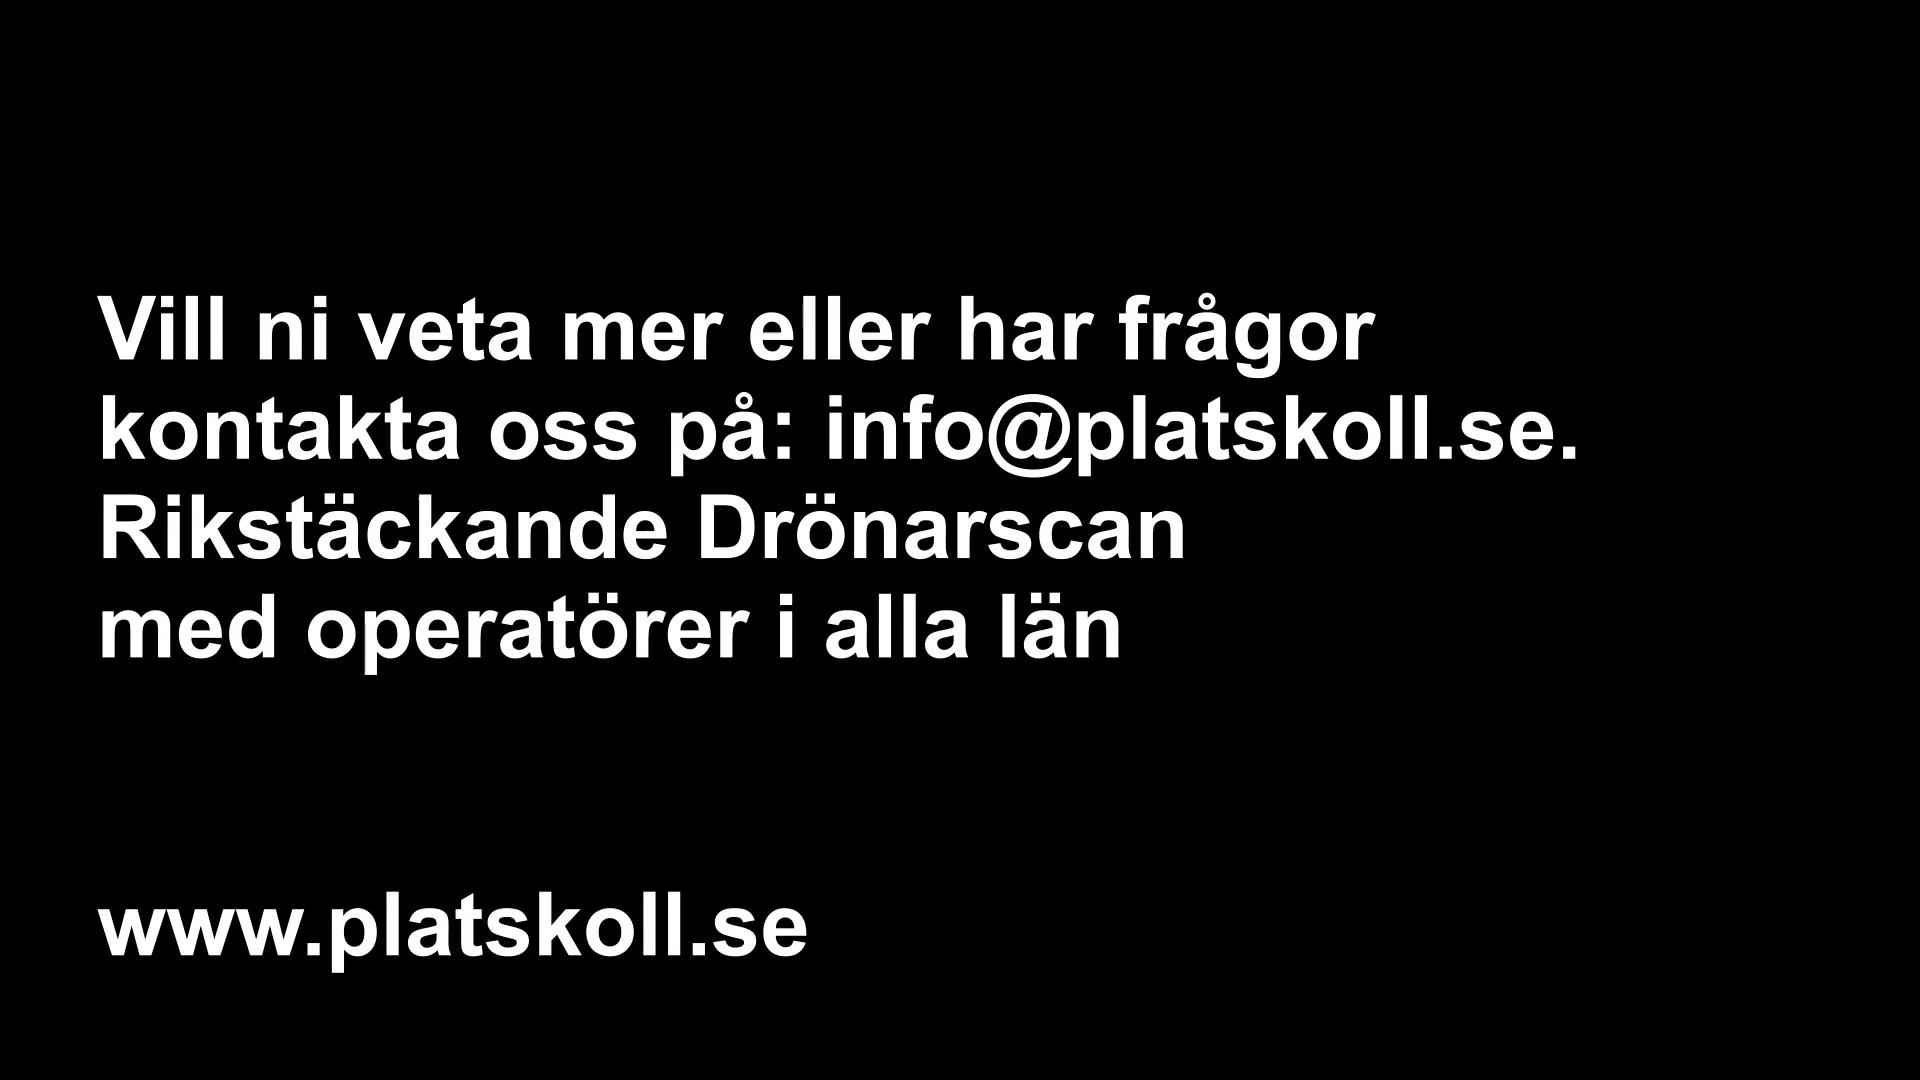 Vill ni veta mer eller har frågor
kontakta oss på: info@platskoll.se.
Rikstäckande Drönarscan
med operatörer i alla län
www.platskoll.se